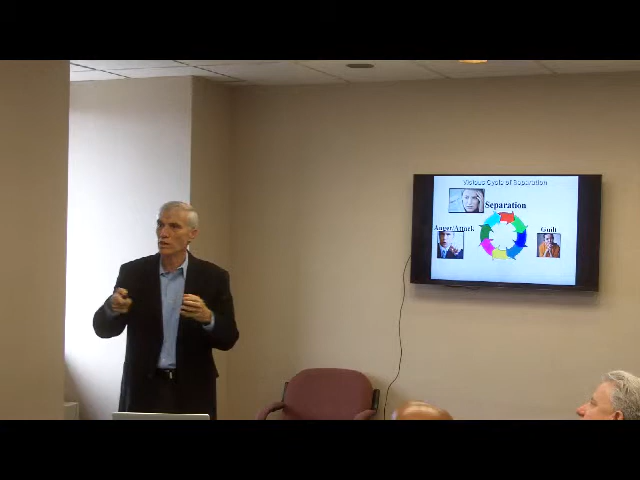 Vicious Cycle of Separation
Separation
Anger/Attack
Guilt